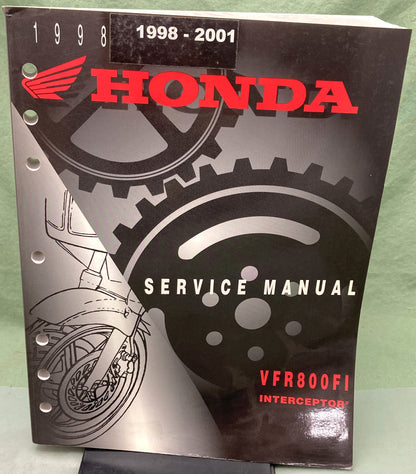 1998
1998 - 2001
HONDA
SERVICE MANUAL
VFR800FI
INTERCEPTOR